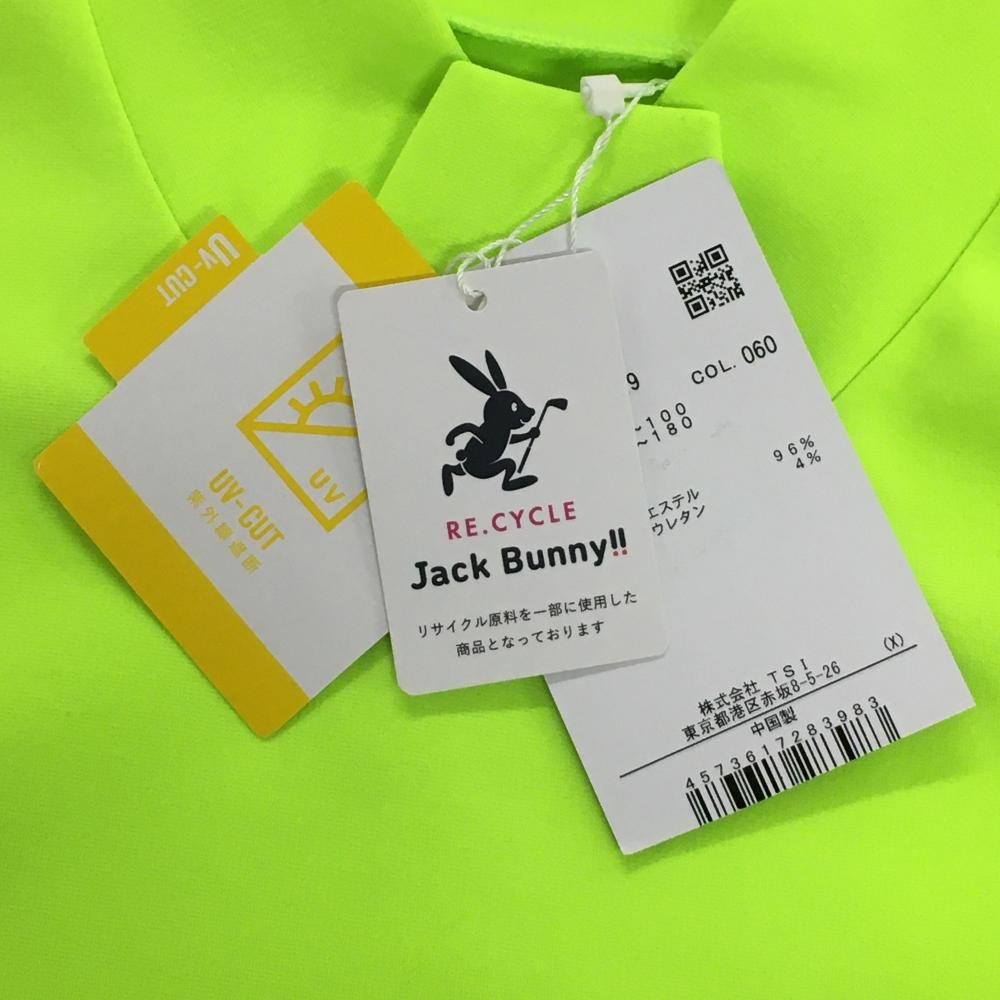 UV-CUT
UV
UV-CUT
紫外線遮断
RE.CYCLE
Jack Bunny!!
リサイクル原料を一部に使用した
商品となっております
9 COL. 060
~100
~180
96%
4%
エステル
ウレタン
(X)
株式会社 TSI
東京都港区赤坂8-5-26
中国製
4573617283983